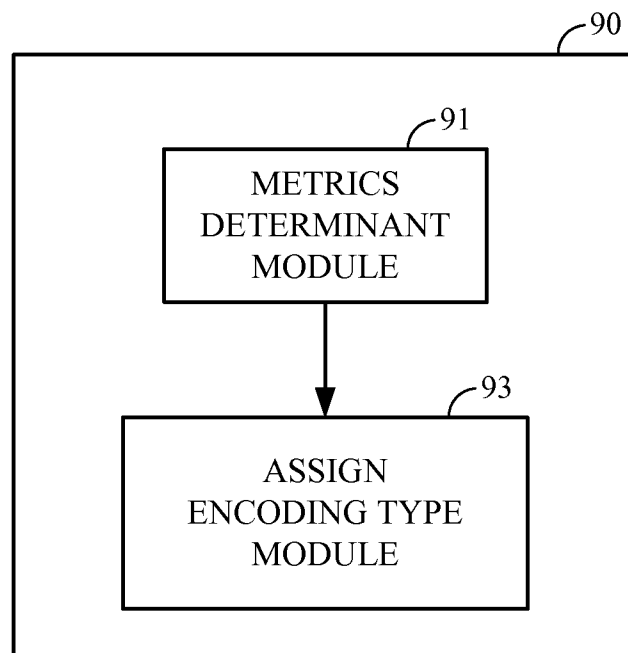 90
91
METRICS
DETERMINANT
MODULE
93
ASSIGN
ENCODING TYPE
MODULE